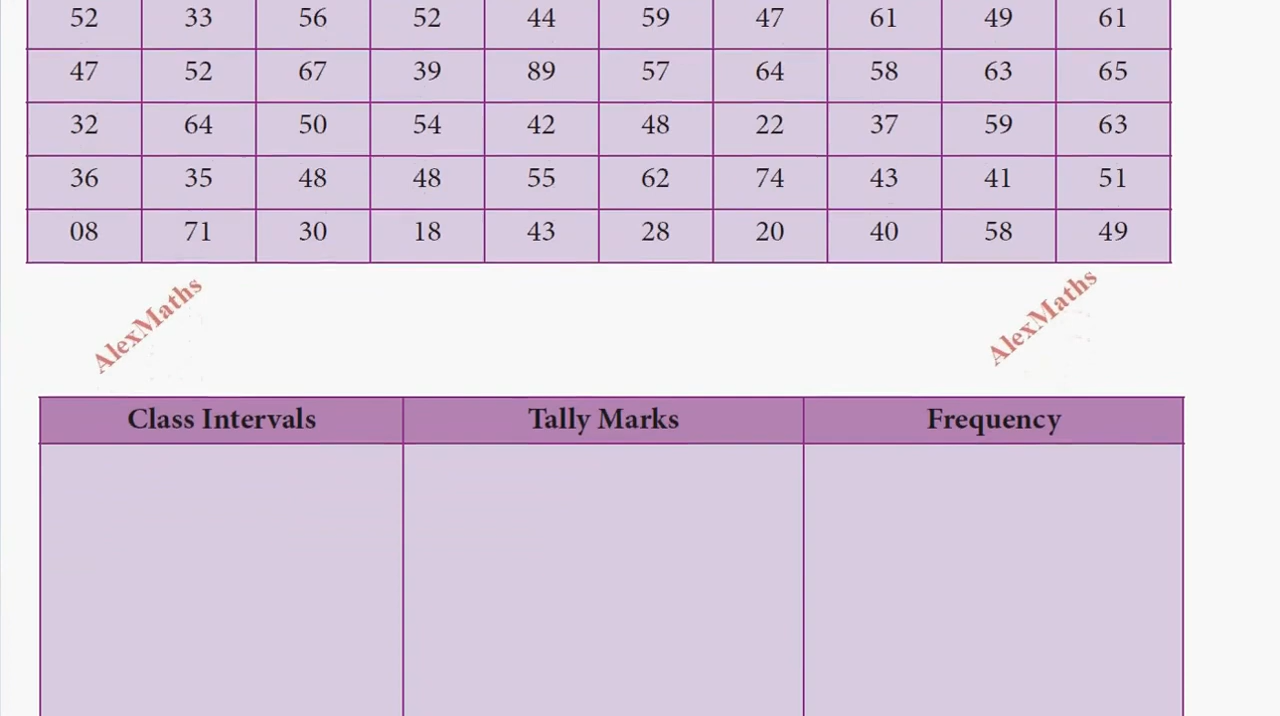 52 33 56 52 44 59 47 61 49 61
47 52 67 39 89 57 64 58 63 65
32 64 50 54 42 48 22 37 59 63
36 35 48 48 55 62 74 43 41 51
08 71 30 18 43 28 20 40 58 49
AlexMaths AlexMaths
Class Intervals Tally Marks Frequency